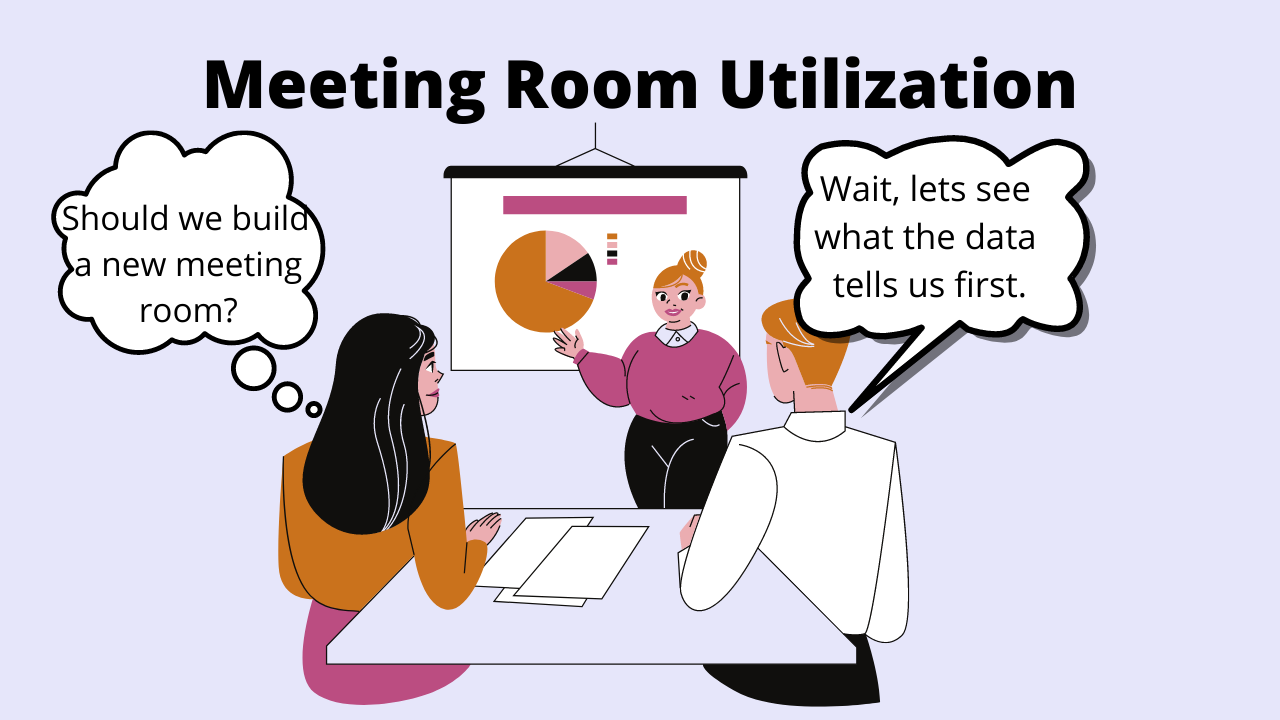 Meeting Room Utilization
Should we build
a new meeting
room?
Wait, lets see
what the data
tells us first.